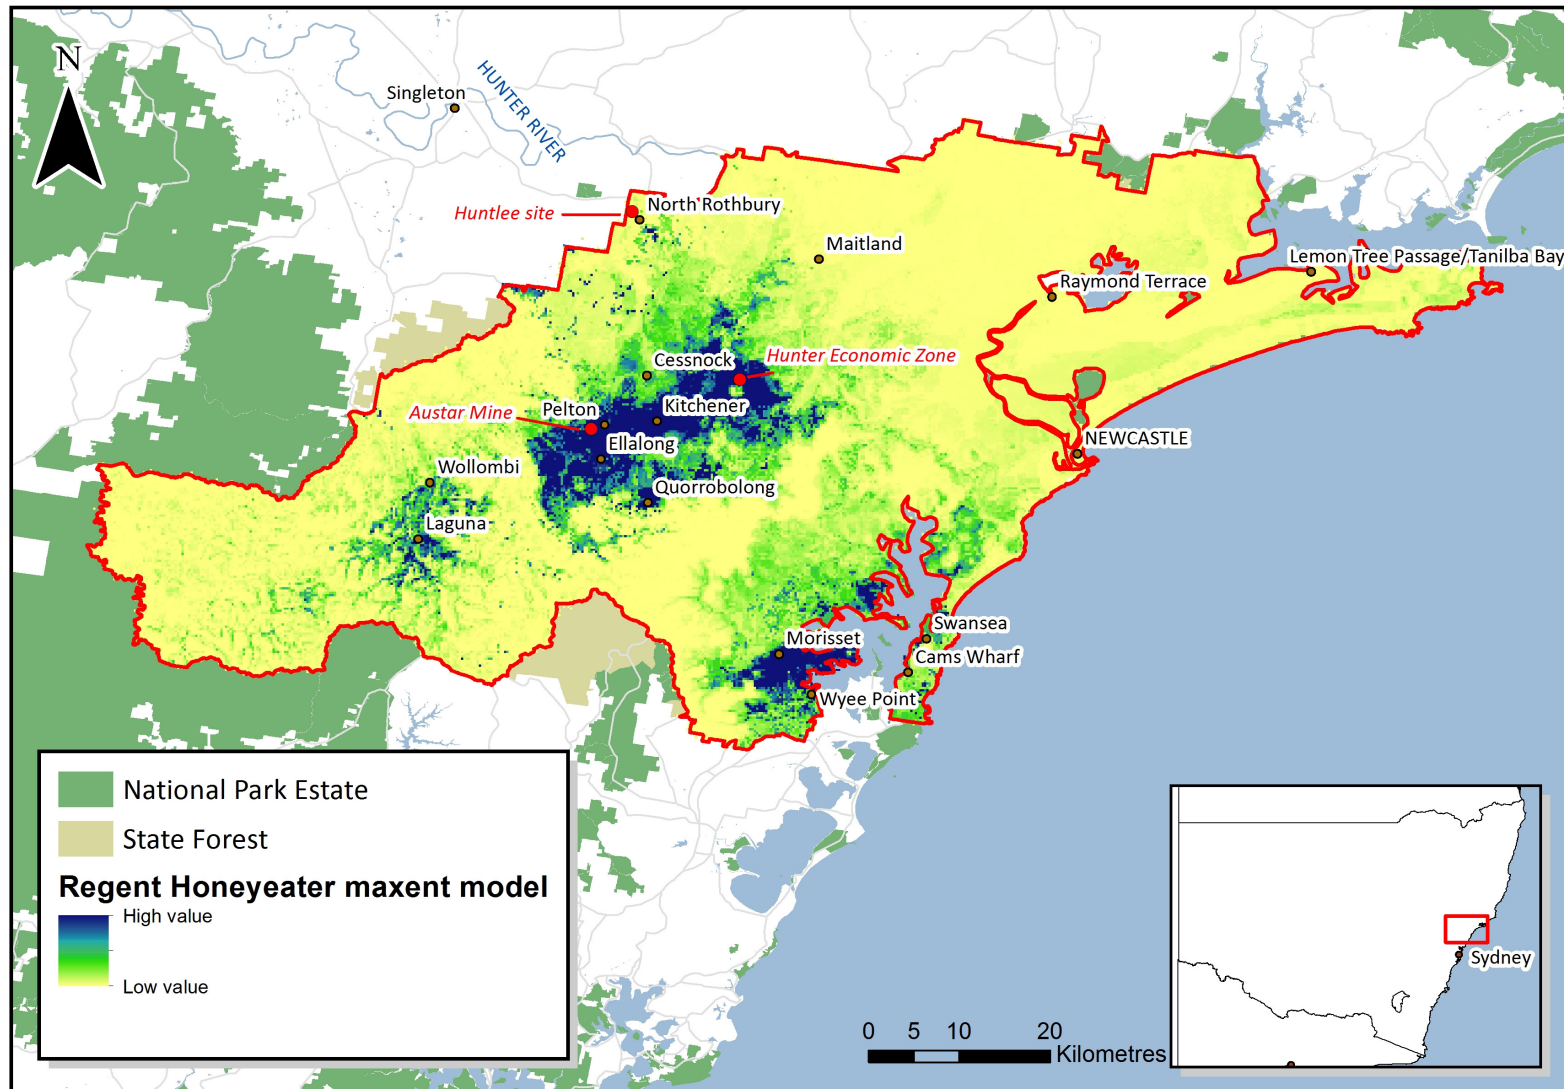 N
Singleton
HUNTER RIVER
Huntlee site
North Rothbury
Maitland
Lemon Tree Passage/Tanilba Bay
Raymond Terrace
Cessnock
Hunter Economic Zone
Austar Mine
Pelton
Kitchener
Ellalong
NEWCASTLE
Wollombi
Quorrobolong
Laguna
Swansea
Morisset
Cams Wharf
Wyee Point
National Park Estate
State Forest
Regent Honeyeater maxent model
High value
Low value
Sydney
0 5 10 20
Kilometres